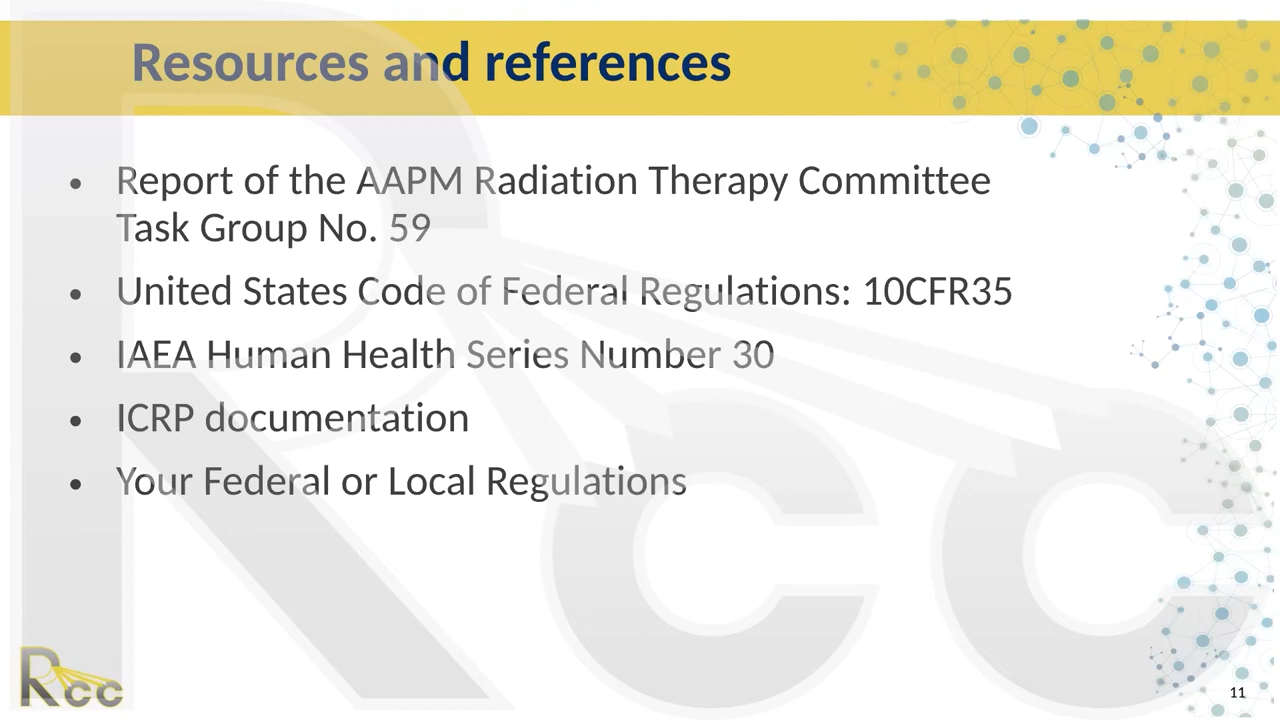 Resources and references
• Report of the AAPM Radiation Therapy Committee
Task Group No. 59
• United States Code of Federal Regulations: 10CFR35
• IAEA Human Health Series Number 30
• ICRP documentation
• Your Federal or Local Regulations
Rcc
Rcc
11